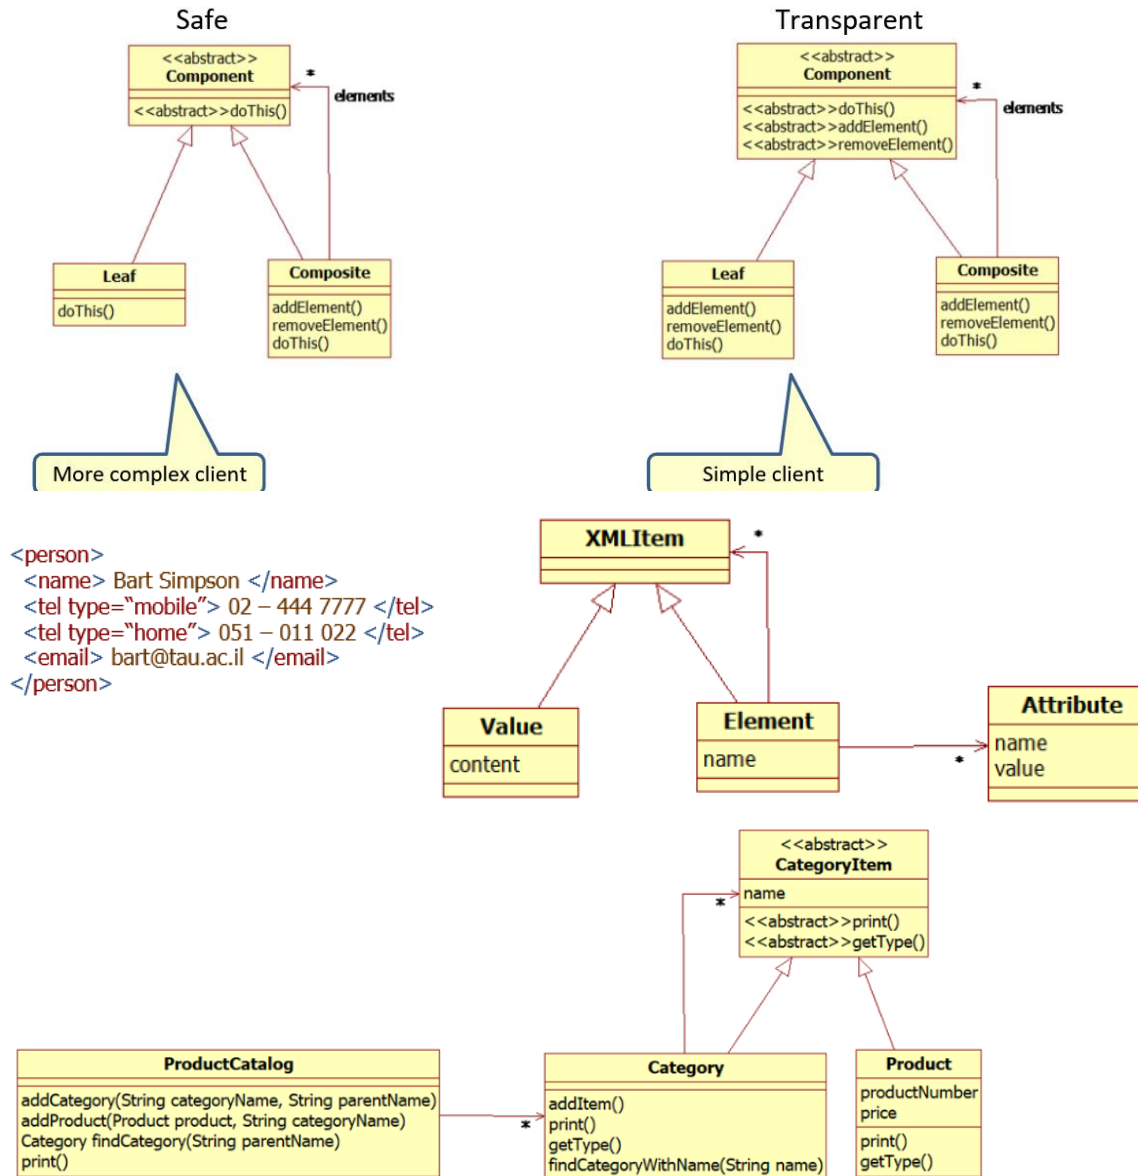 Safe
<<abstract>>
Component
<<abstract>>doThis()
*
elements
Leaf
doThis()
Composite
addElement()
removeElement()
doThis()
More complex client
Transparent
<<abstract>>
Component
<<abstract>>doThis()
<<abstract>>addElement()
<<abstract>>removeElement()
*
elements
Leaf
addElement()
removeElement()
doThis()
Composite
addElement()
removeElement()
doThis()
Simple client
<person>
<name> Bart Simpson </name>
<tel type=“mobile”> 02 – 444 7777 </tel>
<tel type=“home”> 051 – 011 022 </tel>
<email> bart@tau.ac.il </email>
</person>
XMLItem
*
Value
content
Element
name
*
Attribute
name
value
<<abstract>>
CategoryItem
name
<<abstract>>print()
<<abstract>>getType()
*
ProductCatalog
addCategory(String categoryName, String parentName)
addProduct(Product product, String categoryName)
Category findCategory(String parentName)
print()
*
Category
addItem()
print()
getType()
findCategoryWithName(String name)
Product
productNumber
price
print()
getType()